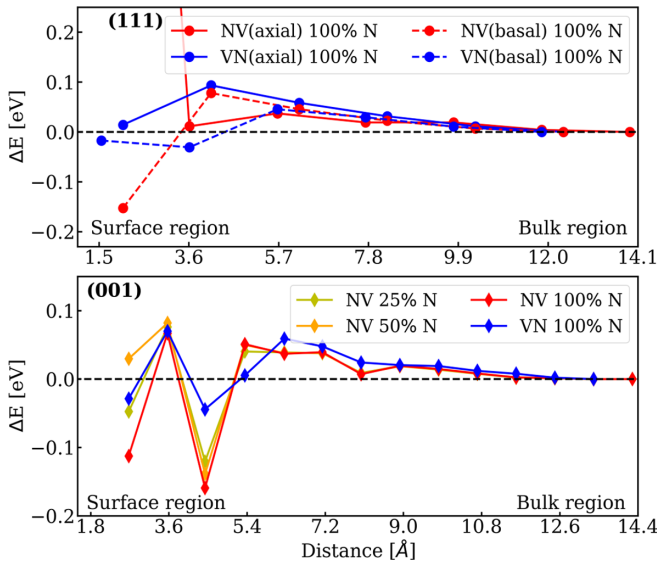 (111)
NV(axial) 100% N
NV(basal) 100% N
VN(axial) 100% N
VN(basal) 100% N
0.2
0.1
0.0
−0.1
−0.2
ΔE [eV]
Surface region
Bulk region
1.5 3.6 5.7 7.8 9.9 12.0 14.1
(001)
NV 25% N
NV 100% N
NV 50% N
VN 100% N
0.1
0.0
−0.1
−0.2
ΔE [eV]
Surface region
Bulk region
1.8 3.6 5.4 7.2 9.0 10.8 12.6 14.4
Distance [Å]